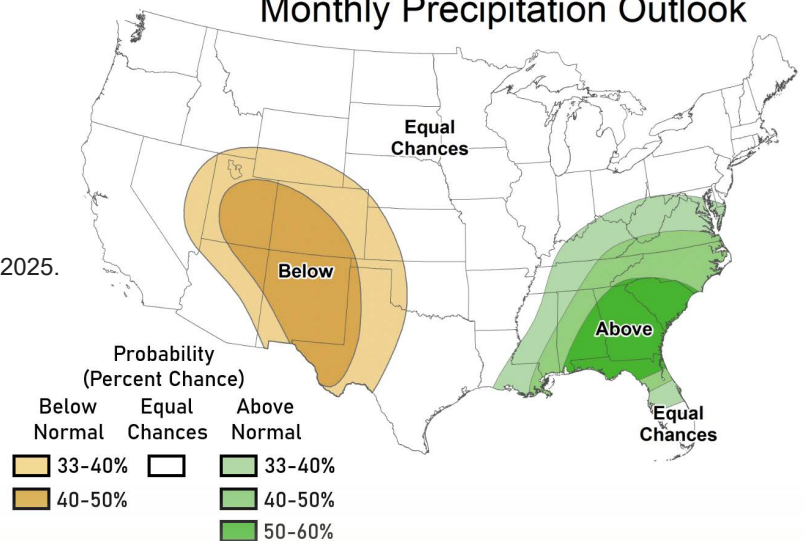 Monthly Precipitation Outlook
Equal
Chances
2025.
Below
Above
Equal
Chances
Probability
(Percent Chance)
Below Equal Above
Normal Chances Normal
33-40% 33-40%
40-50% 40-50%
50-60%